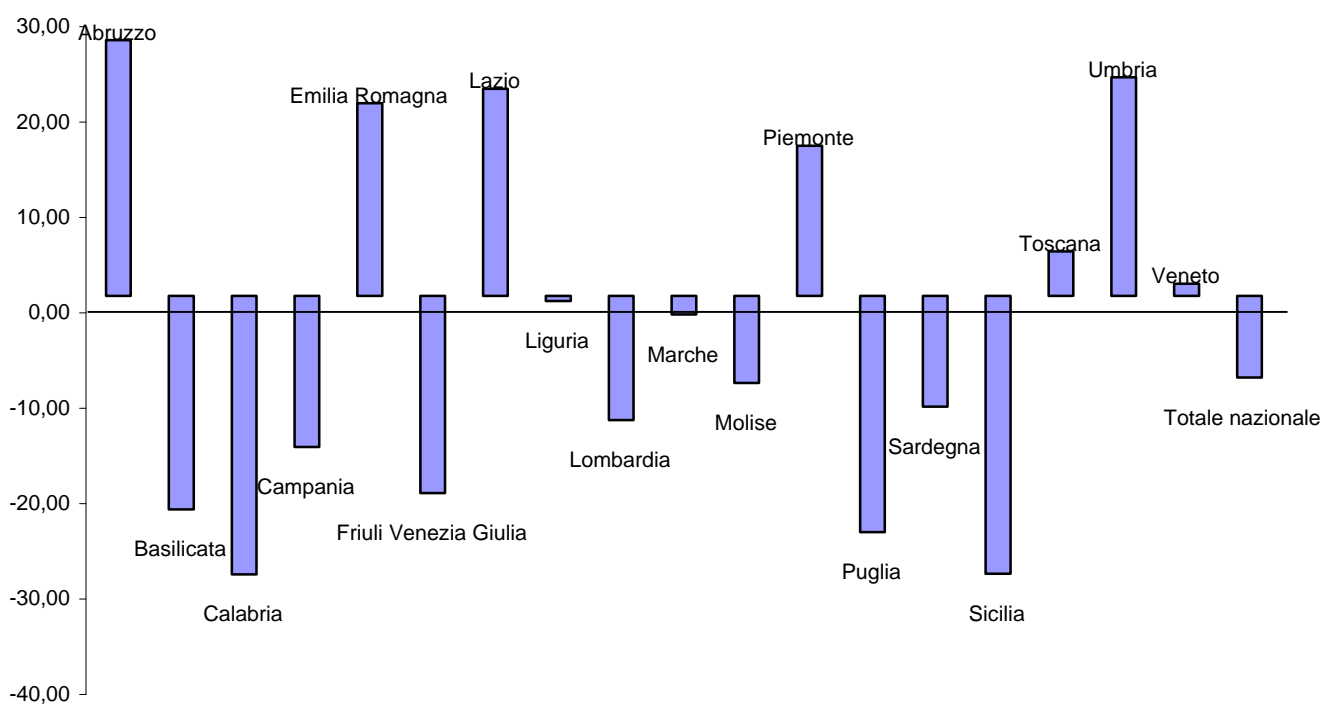 30,00
20,00
10,00
0,00
-10,00
-20,00
-30,00
-40,00
Abruzzo
Basilicata
Calabria
Campania
Emilia Romagna
Friuli Venezia Giulia
Lazio
Liguria
Lombardia
Marche
Molise
Piemonte
Puglia
Sardegna
Sicilia
Toscana
Umbria
Veneto
Totale nazionale